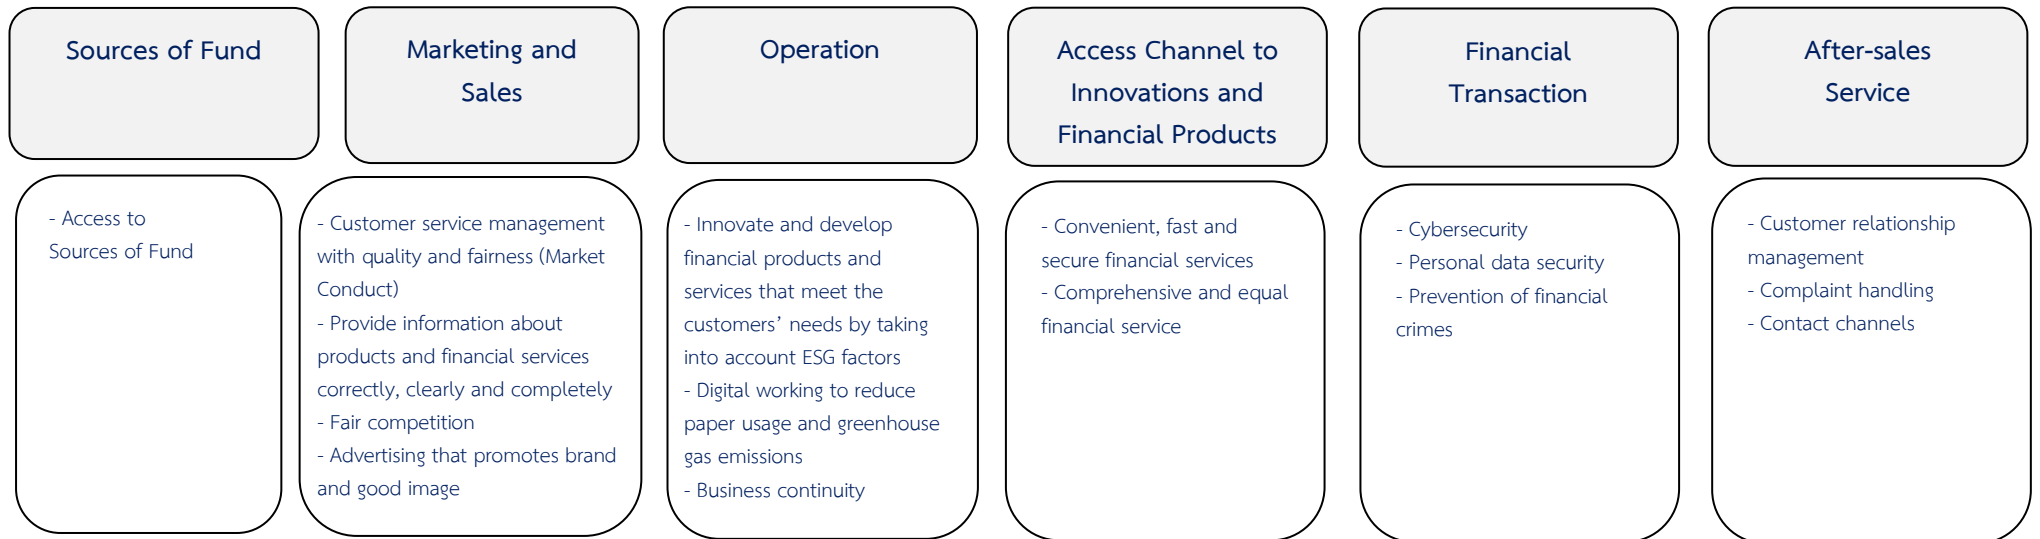 Sources of Fund
Marketing and
Sales
Operation
Access Channel to
Innovations and
Financial Products
Financial
Transaction
After-sales
Service
- Access to
Sources of Fund
- Customer service management
with quality and fairness (Market
Conduct)
- Provide information about
products and financial services
correctly, clearly and completely
- Fair competition
- Advertising that promotes brand
and good image
- Innovate and develop
financial products and
services that meet the
customers’ needs by taking
into account ESG factors
- Digital working to reduce
paper usage and greenhouse
gas emissions
- Business continuity
- Convenient, fast and
secure financial services
- Comprehensive and equal
financial service
- Cybersecurity
- Personal data security
- Prevention of financial
crimes
- Customer relationship
management
- Complaint handling
- Contact channels